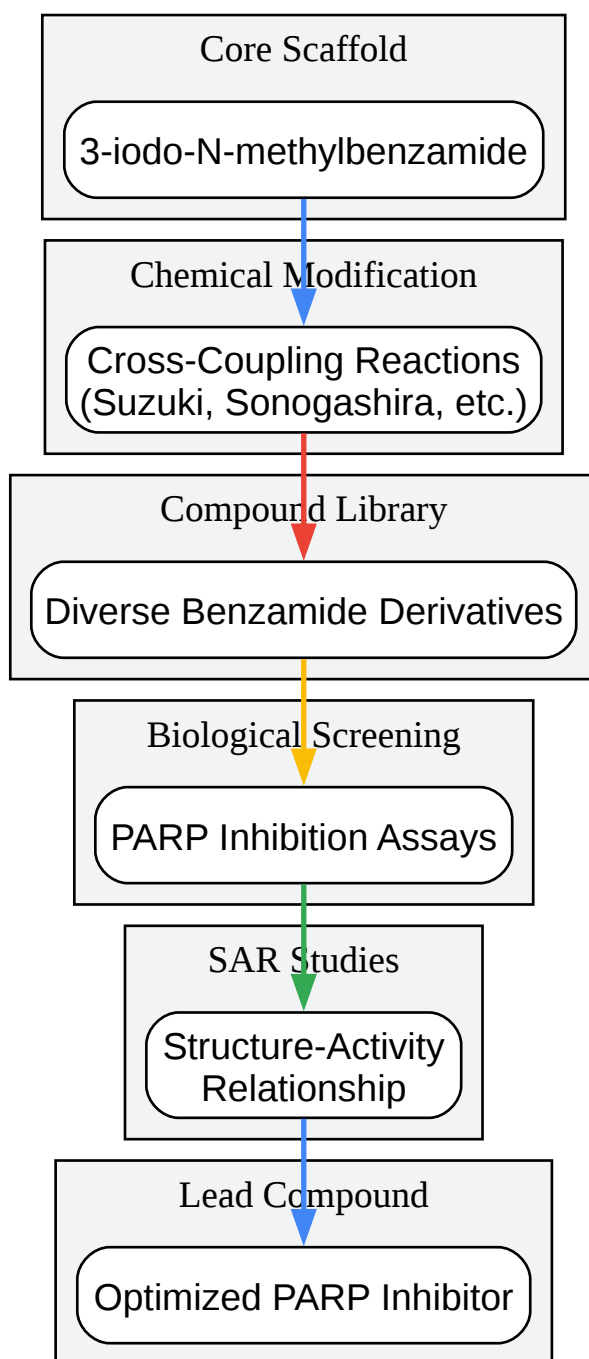 Core Scaffold
3-iodo-N-methylbenzamide
Chemical Modification
Cross-Coupling Reactions
(Suzuki, Sonogashira, etc.)
Compound Library
Diverse Benzamide Derivatives
Biological Screening
PARP Inhibition Assays
SAR Studies
Structure-Activity
Relationship
Lead Compound
Optimized PARP Inhibitor